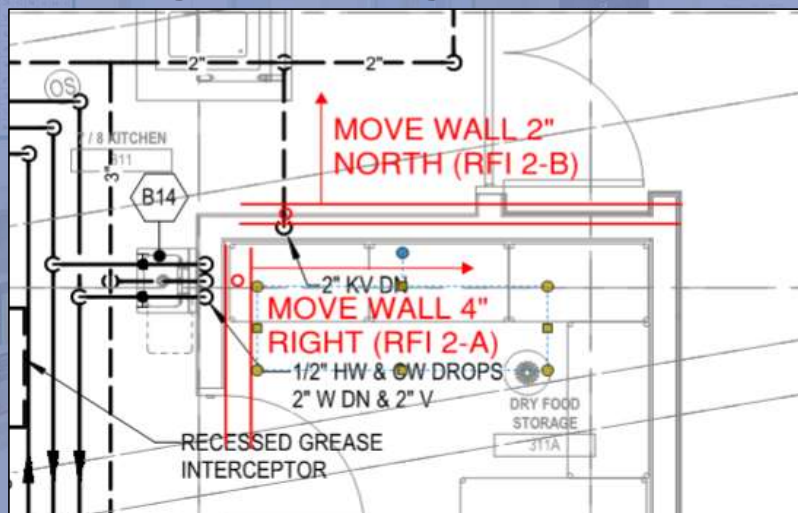 2"
2"
OS
7 / 8 KITCHEN
311
3"
MOVE WALL 2"
NORTH (RFI 2-B)
B14
2" KV DN
MOVE WALL 4"
RIGHT (RFI 2-A)
1/2" HW & CW DROPS
2" W DN & 2" V
DRY FOOD
STORAGE
311A
RECESSED GREASE
INTERCEPTOR